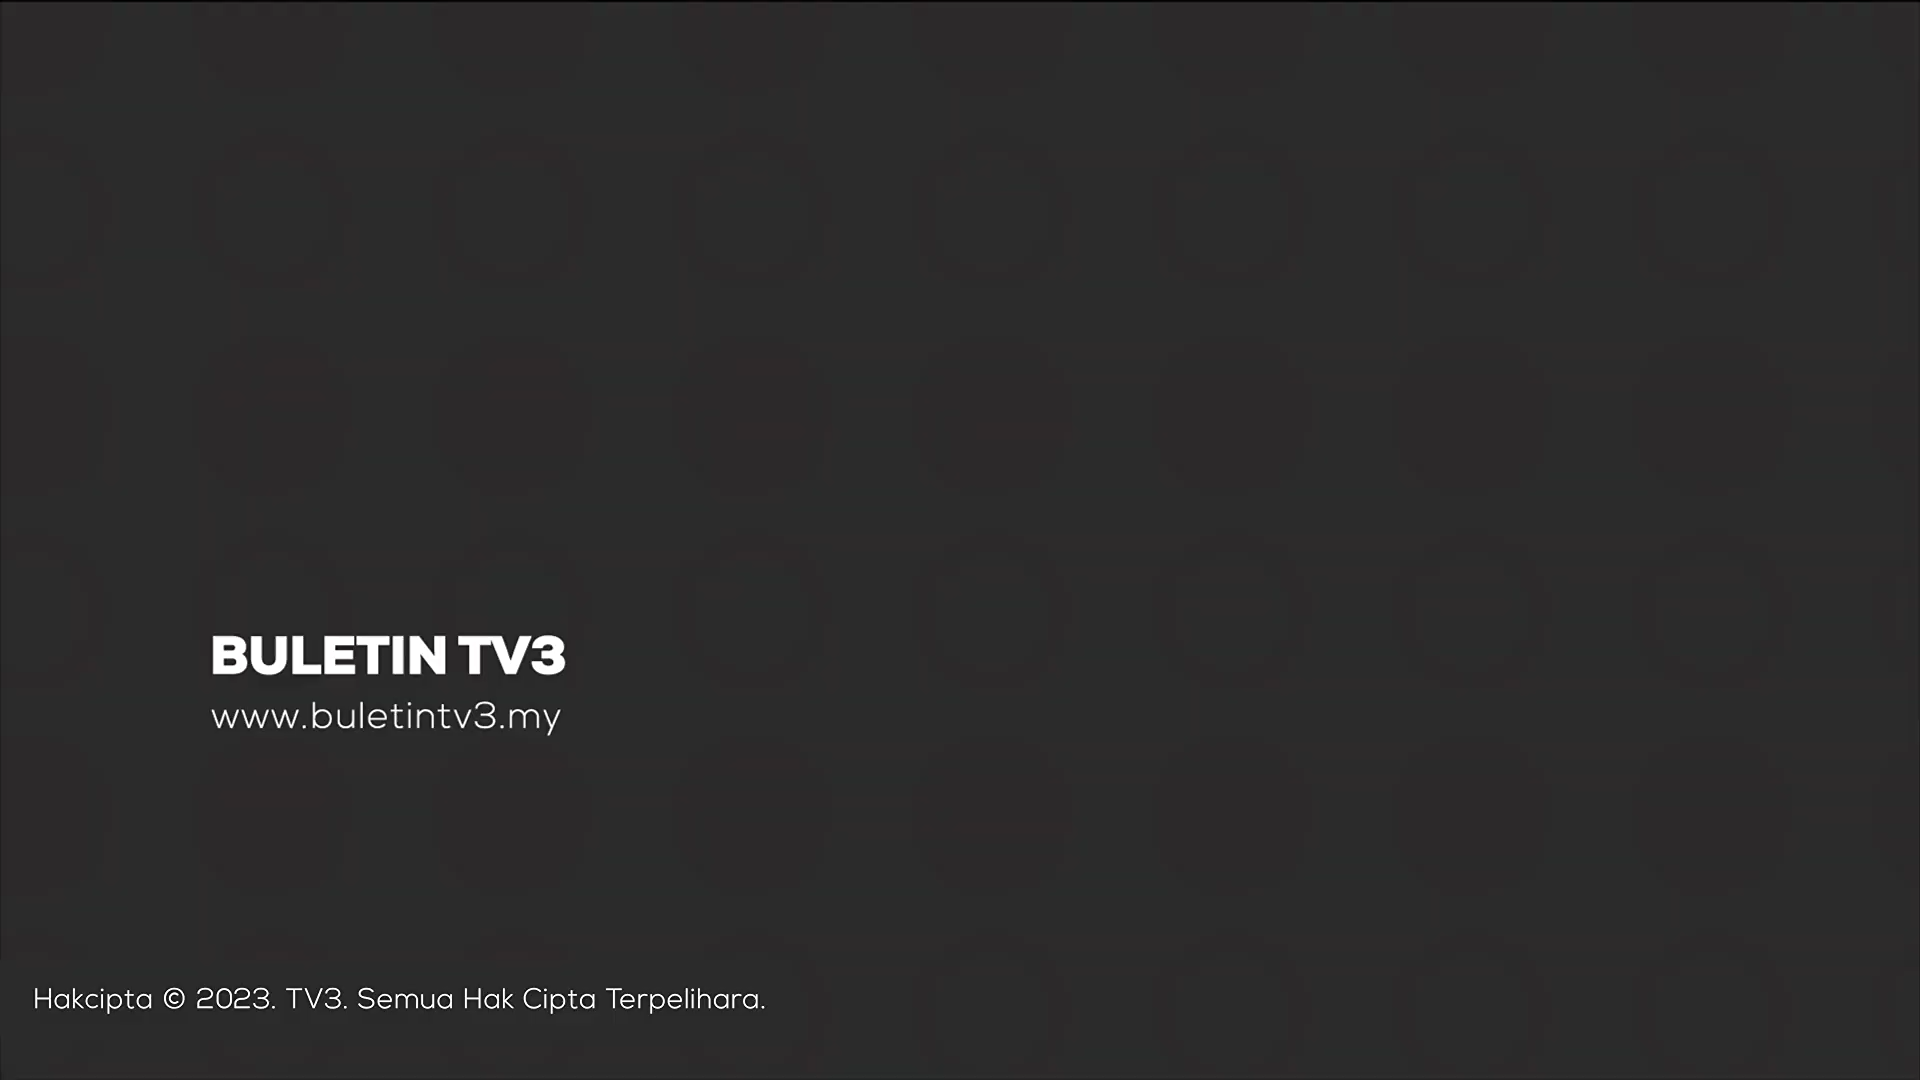 BULETIN TV3
www.buletintv3.my
Hakcipta © 2023. TV3. Semua Hak Cipta Terpelihara.